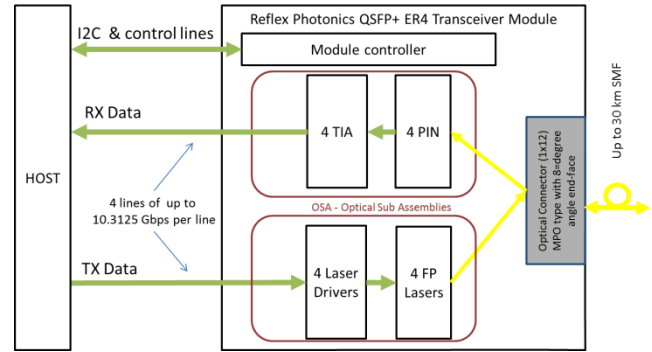 Reflex Photonics QSFP+ ER4 Transceiver Module
I2C & control lines
Module controller
RX Data
4 TIA
4 PIN
HOST
4 lines of up to
10.3125 Gbps per line
OSA - Optical Sub Assemblies
TX Data
4 Laser
Drivers
4 FP
Lasers
Optical Connector (1x12)
MPO type with 8=degree
angle end-face
Up to 30 km SMF